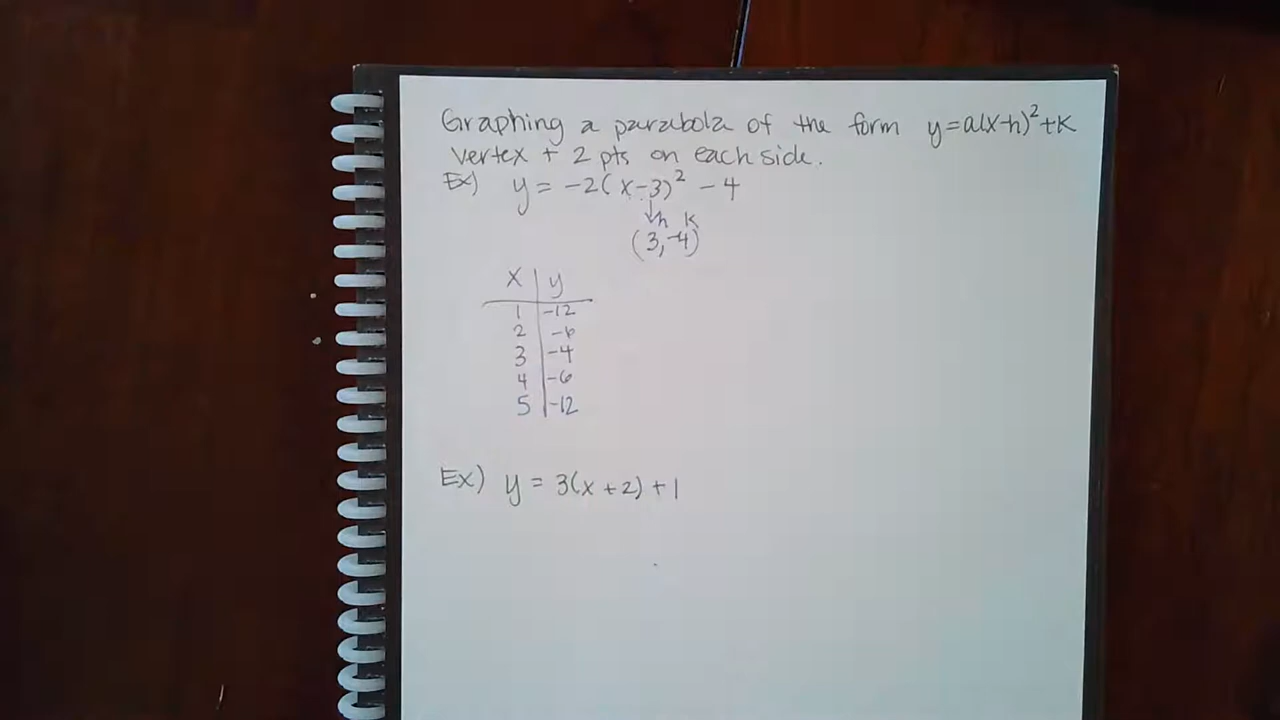 Graphing a parabola of the form y=a(x-h)²+k
vertex + 2 pts on each side.
Ex) y = -2(x-3)² - 4
h k
(3,-4)
x y
1 -12
2 -6
3 -4
4 -6
5 -12
Ex) y = 3(x+2)+1